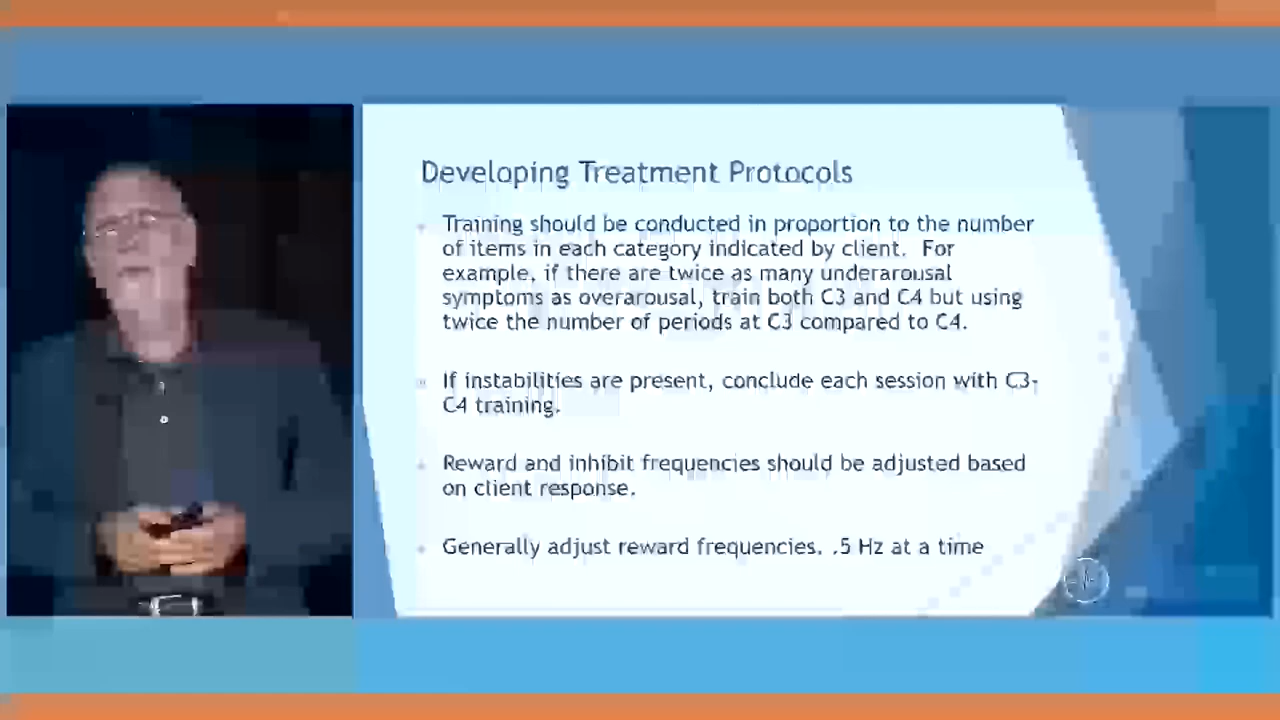 Developing Treatment Protocols
Training should be conducted in proportion to the number
of items in each category indicated by client. For
example, if there are twice as many underarousal
symptoms as overarousal, train both C3 and C4 but using
twice the number of periods at C3 compared to C4.
If instabilities are present, conclude each session with C3-
C4 training.
Reward and inhibit frequencies should be adjusted based
on client response.
Generally adjust reward frequencies. .5 Hz at a time